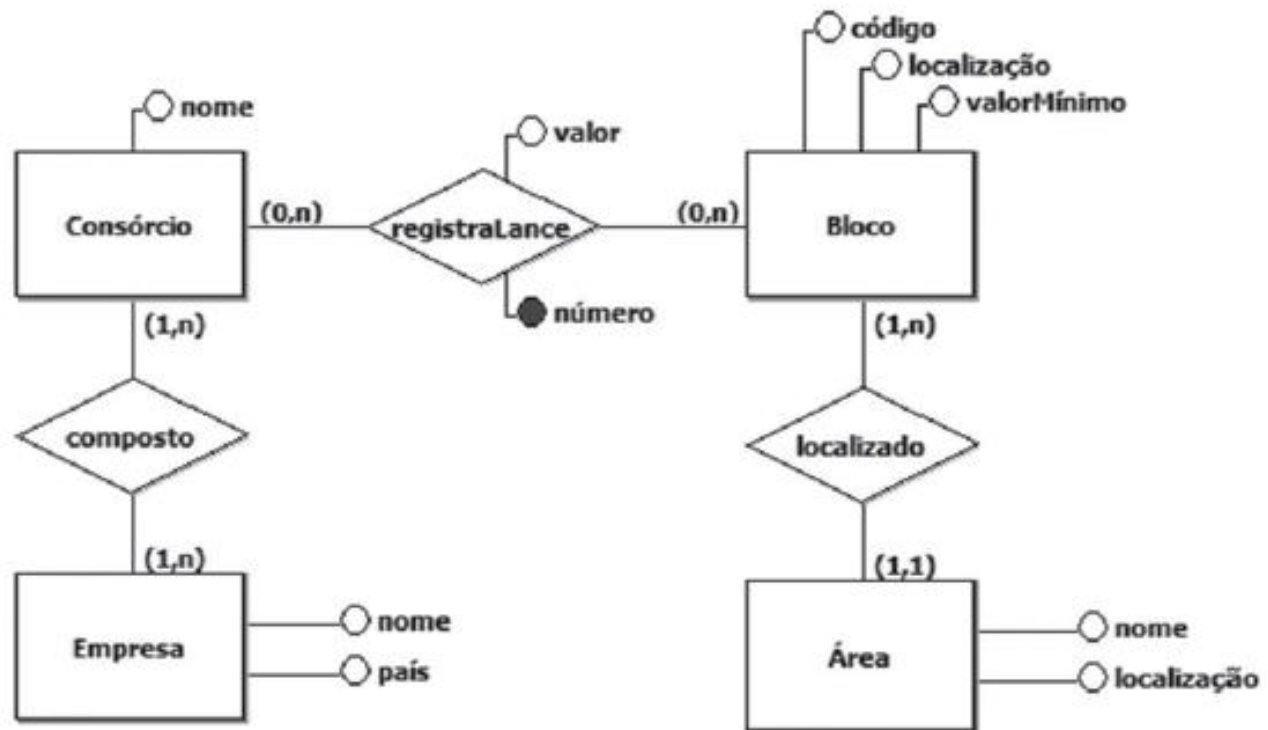 código
localização
valorMínimo
nome
valor
Consórcio
(0,n)
registraLance
(0,n)
Bloco
número
(1,n)
(1,n)
composto
localizado
(1,n)
(1,1)
Empresa
nome
país
Área
nome
localização